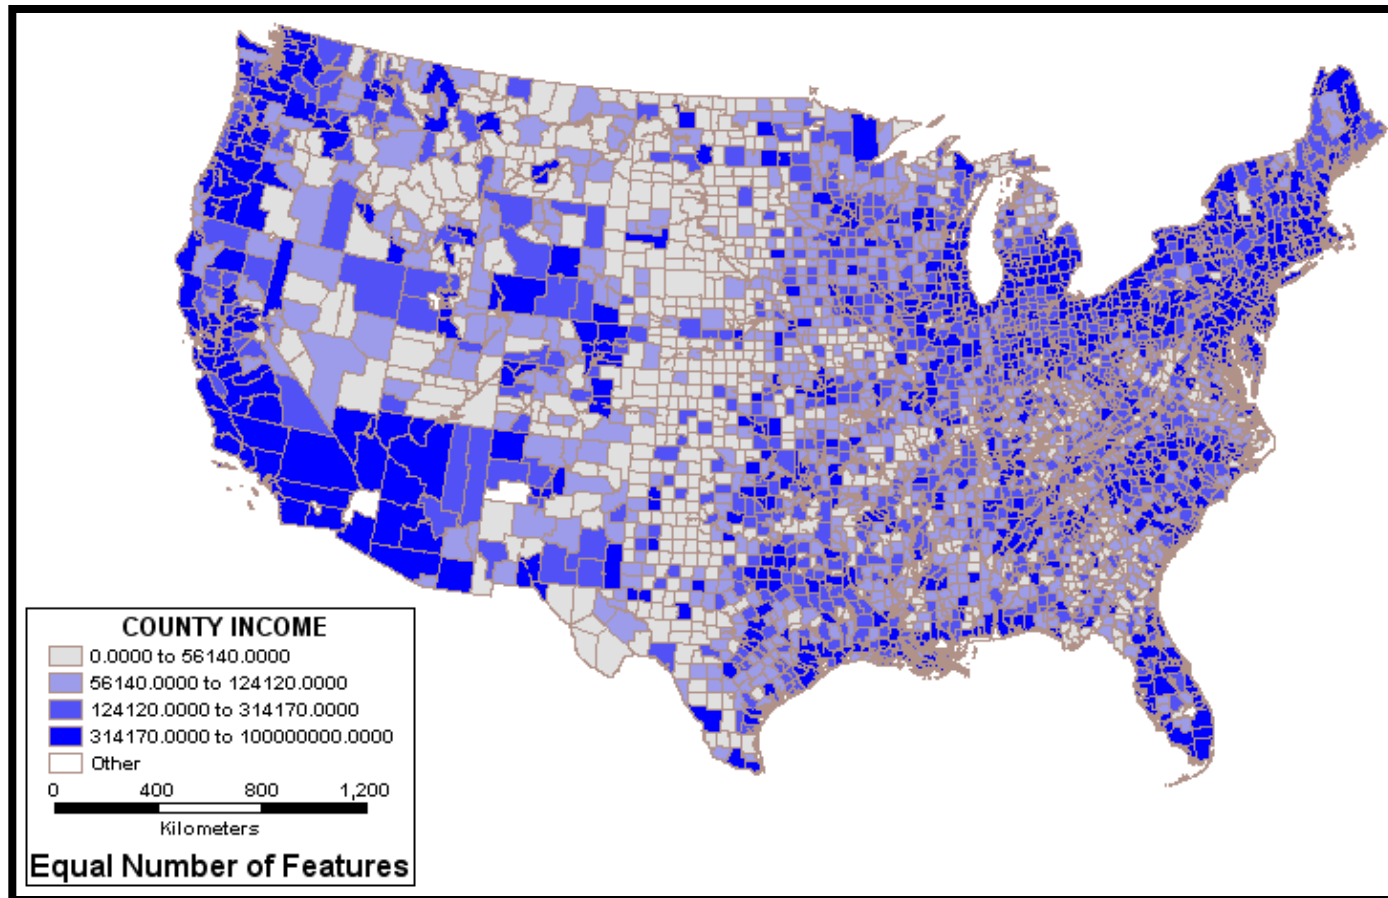 COUNTY INCOME
0.0000 to 56140.0000
56140.0000 to 124120.0000
124120.0000 to 314170.0000
314170.0000 to 100000000.0000
Other
0 400 800 1,200
Kilometers
Equal Number of Features